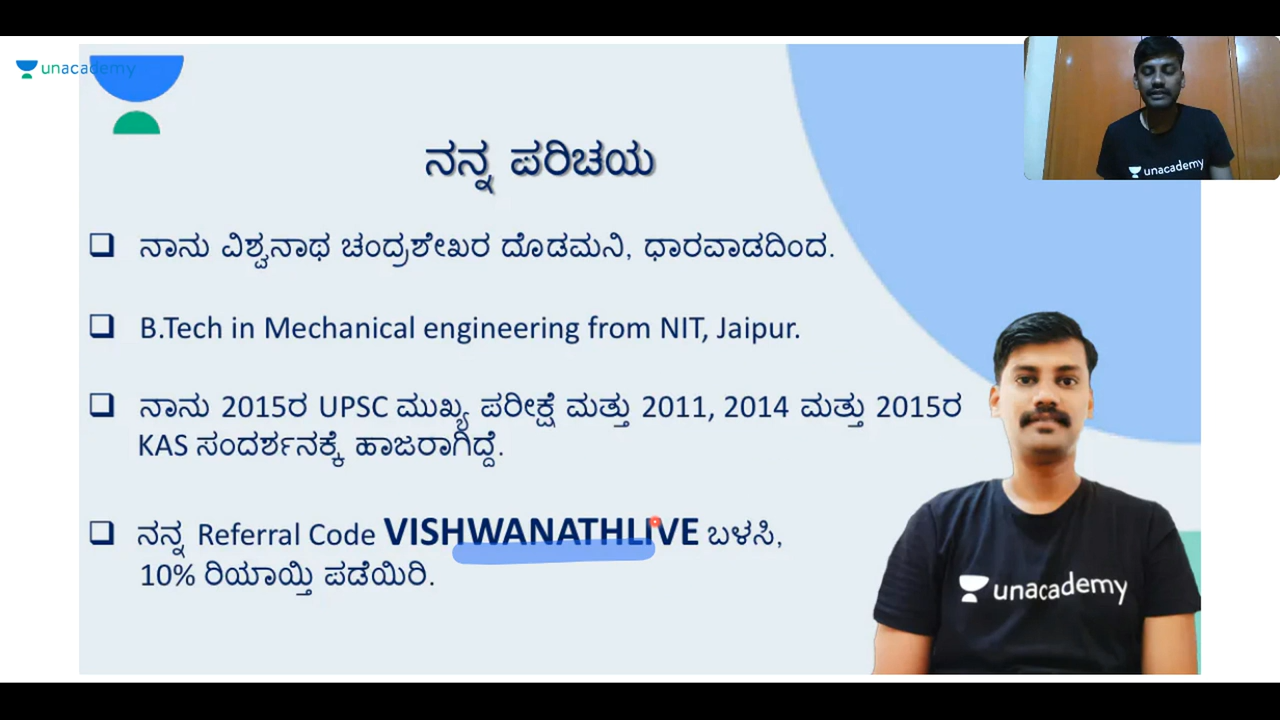 unacademy
unacademy
ನನ್ನ ಪರಿಚಯ
ನಾನು ವಿಶ್ವನಾಥ ಚಂದ್ರಶೇಖರ ದೊಡಮನಿ, ಧಾರವಾಡದಿಂದ.
B.Tech in Mechanical engineering from NIT, Jaipur.
ನಾನು 2015ರ UPSC ಮುಖ್ಯ ಪರೀಕ್ಷೆ ಮತ್ತು 2011, 2014 ಮತ್ತು 2015ರ
KAS ಸಂದರ್ಶನಕ್ಕೆ ಹಾಜರಾಗಿದ್ದೆ.
ನನ್ನ Referral Code VISHWANATHLIVE ಬಳಸಿ,
10% ರಿಯಾಯ್ತಿ ಪಡೆಯಿರಿ.
unacademy